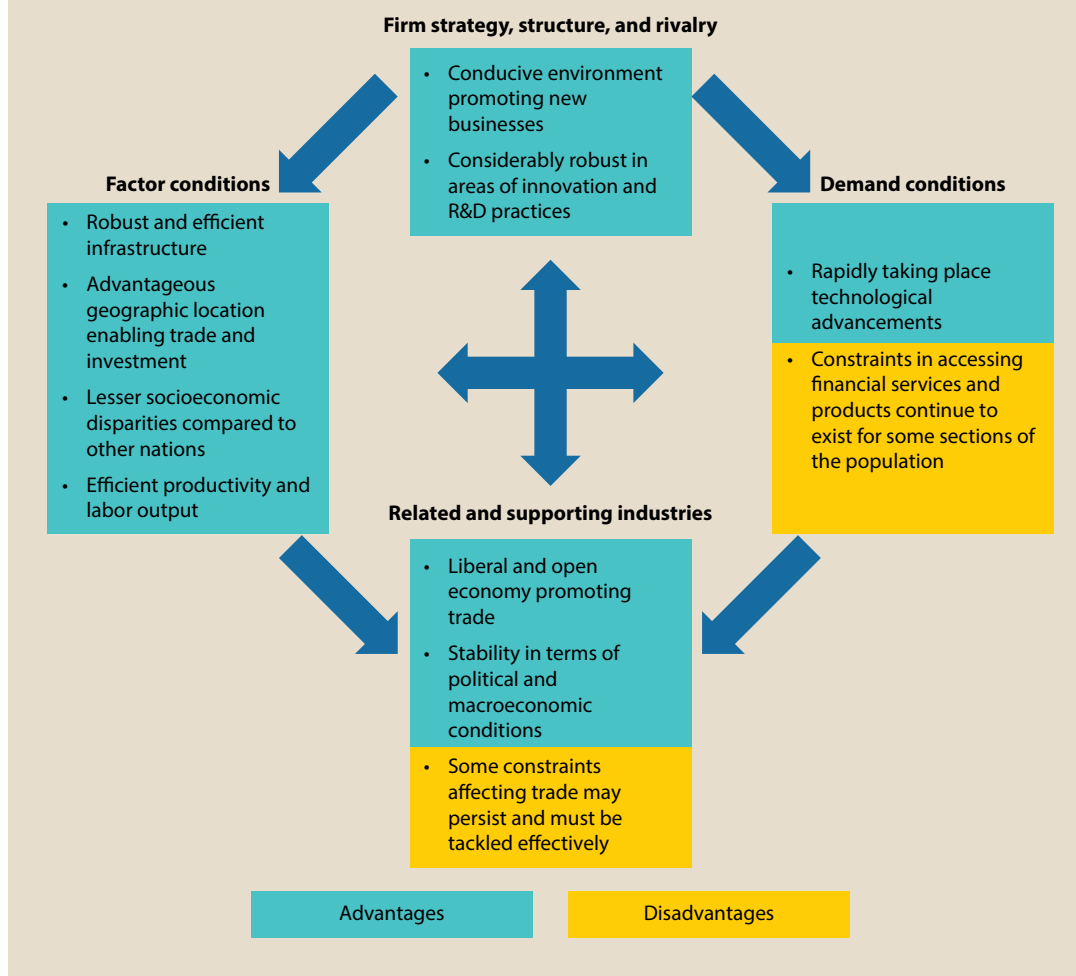 Firm strategy, structure, and rivalry
• Conducive environment
promoting new
businesses
• Considerably robust in
areas of innovation and
R&D practices
Factor conditions
• Robust and efficient
infrastructure
• Advantageous
geographic location
enabling trade and
investment
• Lesser socioeconomic
disparities compared to
other nations
• Efficient productivity and
labor output
Demand conditions
• Rapidly taking place
technological
advancements
• Constraints in accessing
financial services and
products continue to
exist for some sections of
the population
Related and supporting industries
• Liberal and open
economy promoting
trade
• Stability in terms of
political and
macroeconomic
conditions
• Some constraints
affecting trade may
persist and must be
tackled effectively
Advantages
Disadvantages